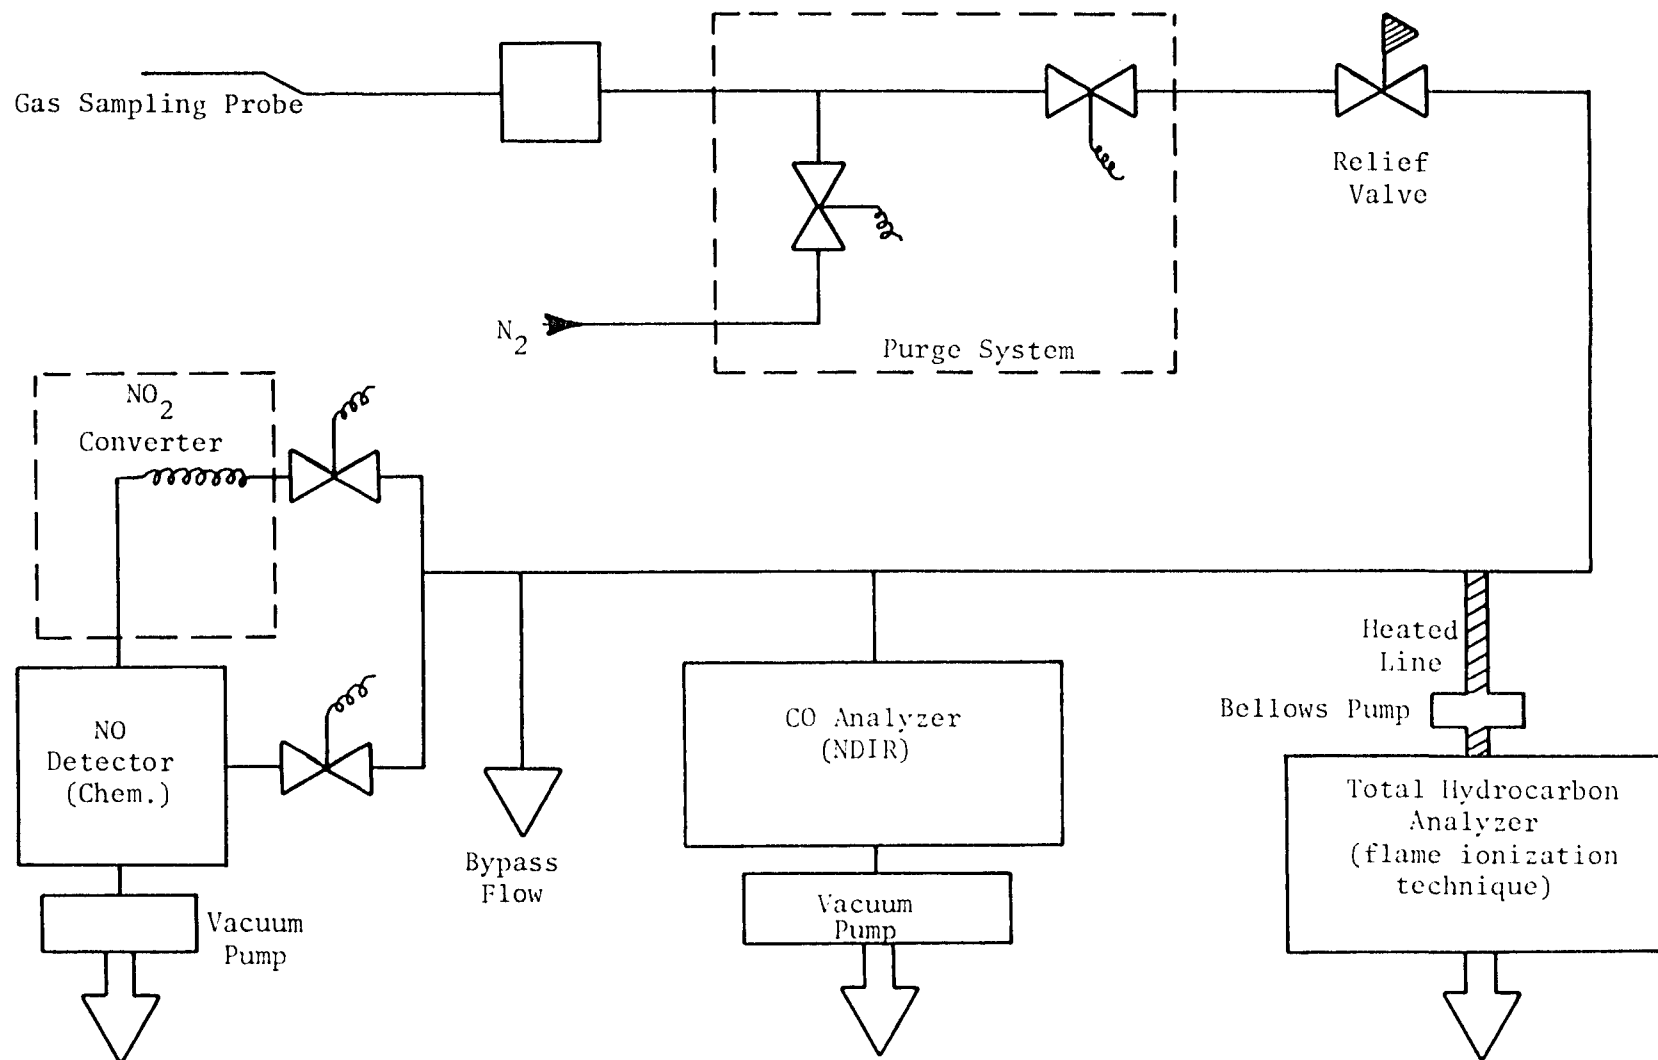 Gas Sampling Probe
Relief
Valve
N2
Purge System
NO2
Converter
Heated
Line
Bellows Pump
NO
Detector
(Chem.)
CO Analyzer
(NDIR)
Total Hydrocarbon
Analyzer
(flame ionization
technique)
Bypass
Flow
Vacuum
Pump
Vacuum
Pump